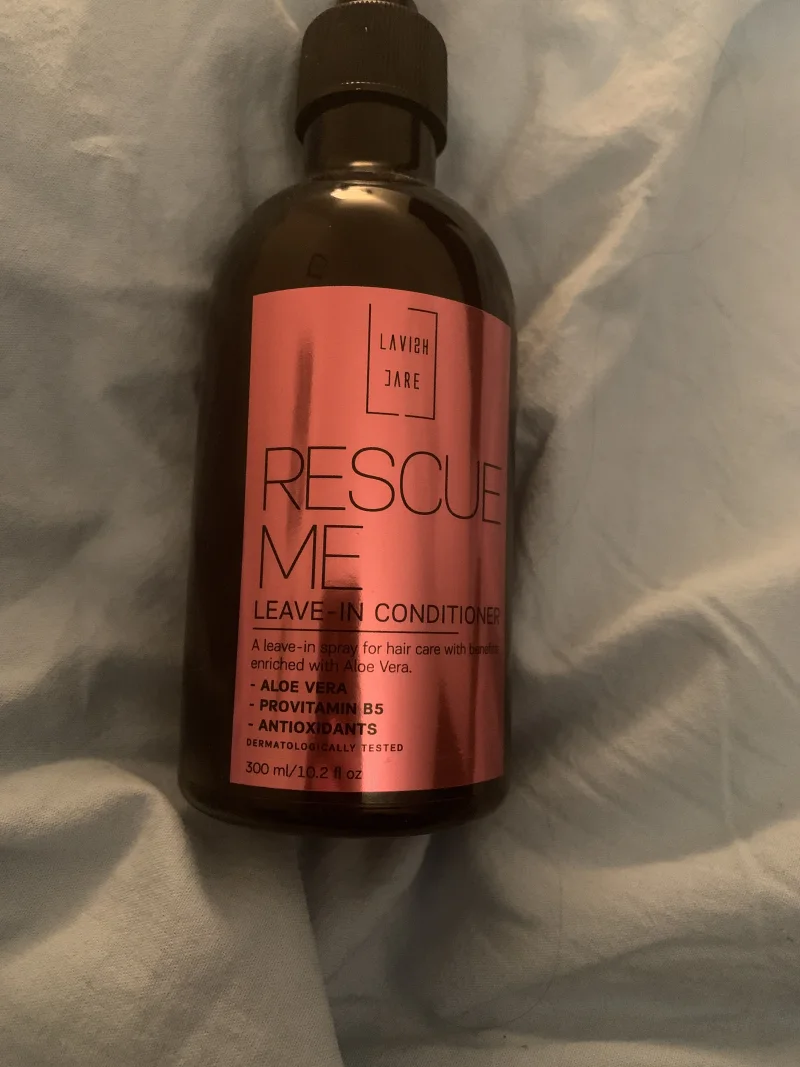 LAVISH
CARE
RESCUE
ME
LEAVE-IN CONDITIONER
A leave-in spray for hair care with benefits
enriched with Aloe Vera.
- ALOE VERA
- PROVITAMIN B5
- ANTIOXIDANTS
DERMATOLOGICALLY TESTED
300 ml/10.2 fl oz